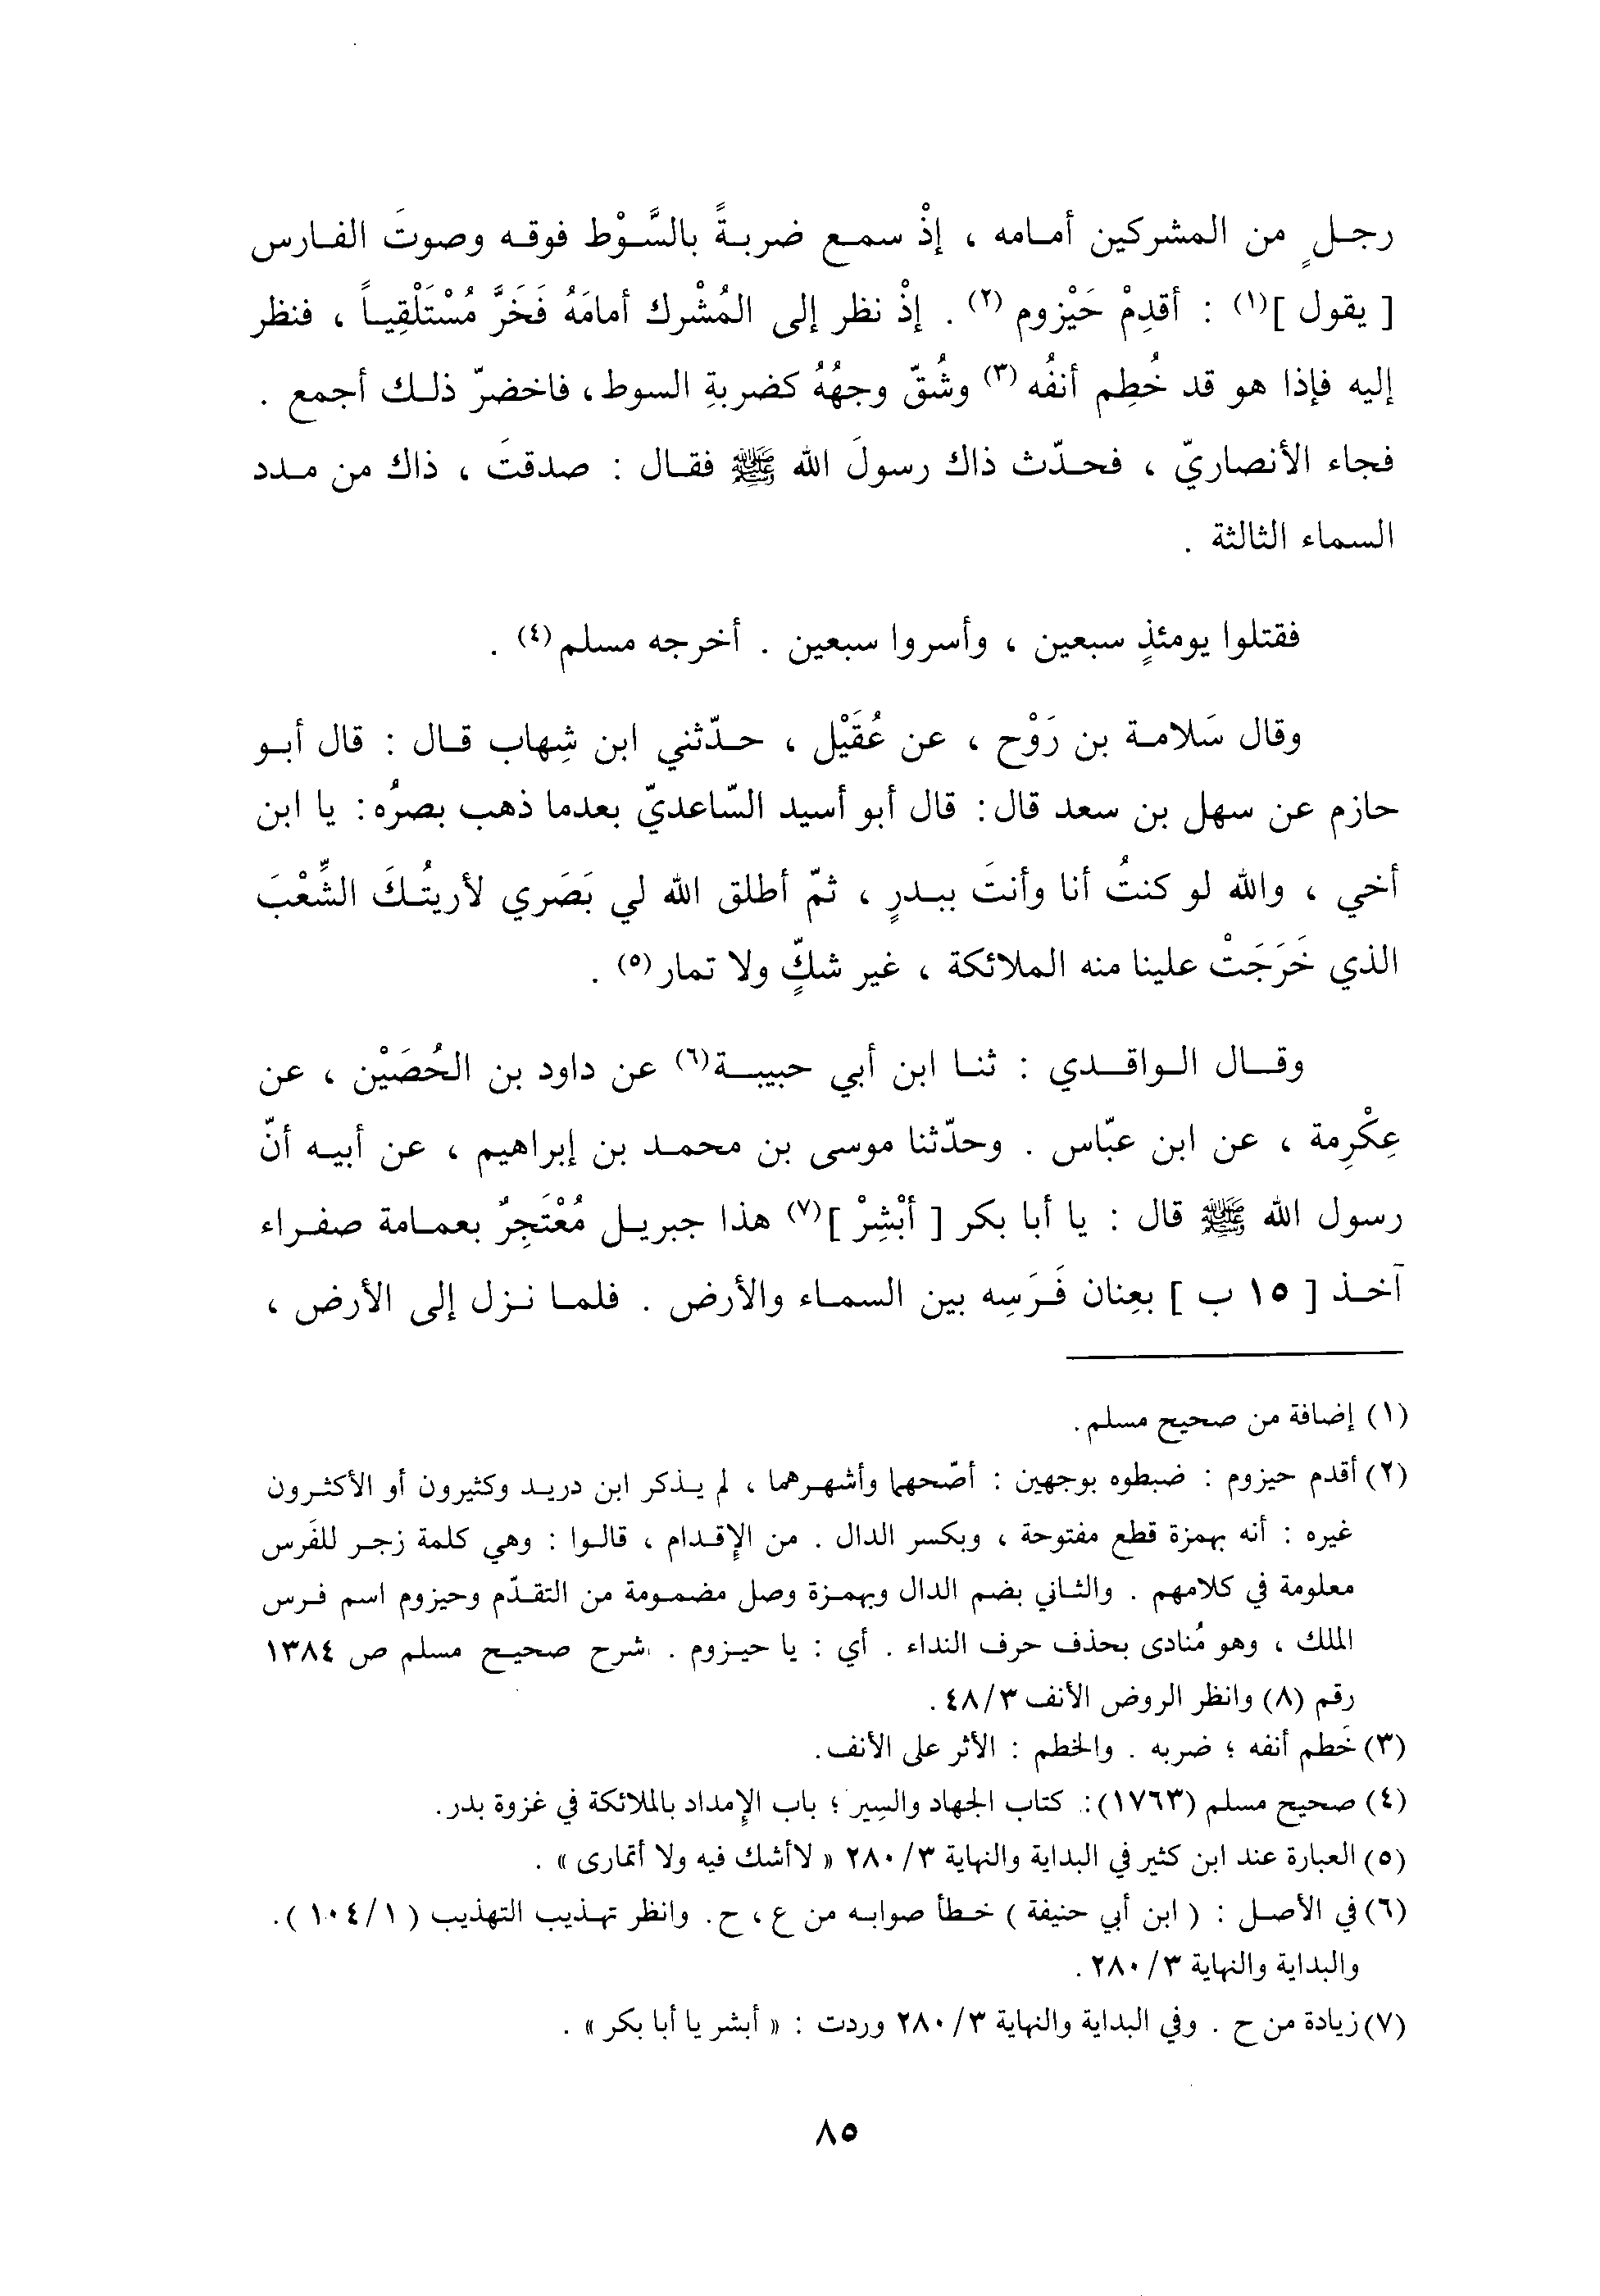 رجلٍ من المشركين أمامه ، إذْ سمع ضربةً بالسَّوْط فوقه وصوتَ الفارس
[ يقول ](١) : أقدِمْ حَيْزوم (٢) . إذْ نظر إلى المُشْرك أمامَهُ فَخَرَّ مُسْتَلْقِياً ، فنظر
إليه فإذا هو قد خُطِم أنفُه (٣) وشُقّ وجهُهُ كضربةِ السوط، فاخضرّ ذلك أجمع .
فجاء الأنصاريّ ، فحدّث ذاك رسولَ الله ﷺ فقال : صدقتَ ، ذاك من مدد
السماء الثالثة .
فقتلوا يومئذٍ سبعين ، وأسروا سبعين . أخرجه مسلم (٤) .
وقال سَلامة بن رَوْح ، عن عُقَيْل ، حدّثني ابن شِهاب قال : قال أبو
حازم عن سهل بن سعد قال: قال أبو أسيد السّاعديّ بعدما ذهب بصرُه: يا ابن
أخي ، والله لو كنتُ أنا وأنتَ ببدرٍ ، ثمّ أطلق الله لي بَصَري لأريتُكَ الشِّعْبَ
الذي خَرَجَتْ علينا منه الملائكة ، غير شكٍّ ولا تمار (٥) .
وقال الواقدي : ثنا ابن أبي حبيبة (٦) عن داود بن الحُصَيْن ، عن
عِكْرِمة ، عن ابن عبّاس . وحدّثنا موسى بن محمد بن إبراهيم ، عن أبيه أنّ
رسول الله ﷺ قال : يا أبا بكر [ أبْشِرْ ](٧) هذا جبريل مُعْتَجِرٌ بعمامة صفراء
آخذ [ ١٥ ب ] بعِنان فَرَسِه بين السماء والأرض . فلما نزل إلى الأرض ،
(١) إضافة من صحيح مسلم.
(٢) أقدم حيزوم : ضبطوه بوجهين : أصّحهما وأشهرهما ، لم يذكر ابن دريد وكثيرون أو الأكثرون
غيره : أنه بهمزة قطع مفتوحة ، وبكسر الدال . من الإقدام ، قالوا : وهي كلمة زجر للفَرس
معلومة في كلامهم . والثاني بضم الدال وبهمزة وصل مضمومة من التقدّم وحيزوم اسم فرس
الملك ، وهو مُنادى بحذف حرف النداء . أي : يا حيزوم . شرح صحيح مسلم ص ١٣٨٤
رقم (٨) وانظر الروض الأنف ٤٨/٣.
(٣) خَطم أنفه ؛ ضربه . والخطم : الأثر على الأنف.
(٤) صحيح مسلم (١٧٦٣): كتاب الجهاد والسِير ؛ باب الإمداد بالملائكة في غزوة بدر.
(٥) العبارة عند ابن كثير في البداية والنهاية ٢٨٠/٣ « لاأشك فيه ولا أتمارى » .
(٦) في الأصل : ( ابن أبي حنيفة ) خطأ صوابه من ع ، ح. وانظر تهذيب التهذيب ( ١٠٤/١ ).
والبداية والنهاية ٢٨٠/٣.
(٧) زيادة من ح . وفي البداية والنهاية ٢٨٠/٣ وردت : « أبشر يا أبا بكر » .
٨٥